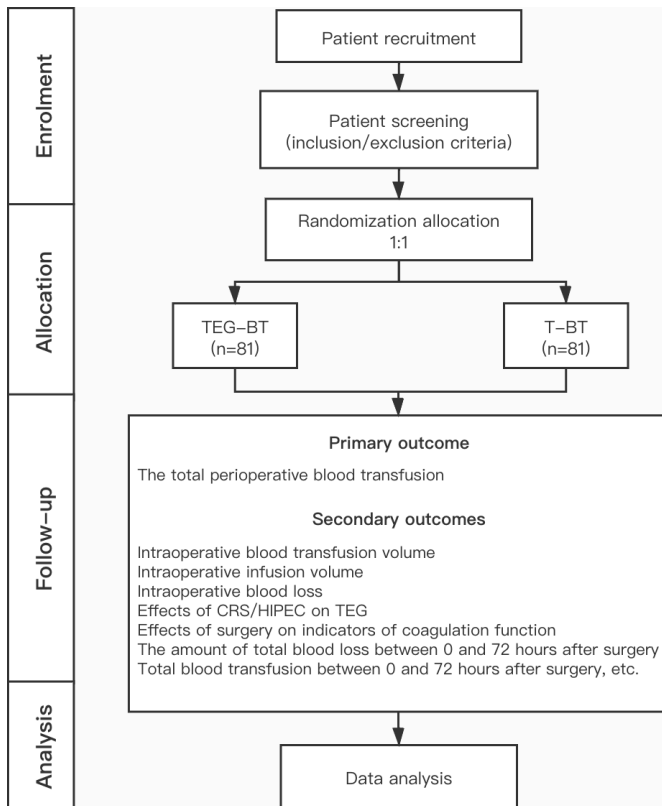 Enrolment
Patient recruitment
Patient screening
(inclusion/exclusion criteria)
Allocation
Randomization allocation
1:1
TEG-BT
(n=81)
T-BT
(n=81)
Follow-up
Primary outcome
The total perioperative blood transfusion
Secondary outcomes
Intraoperative blood transfusion volume
Intraoperative infusion volume
Intraoperative blood loss
Effects of CRS/HIPEC on TEG
Effects of surgery on indicators of coagulation function
The amount of total blood loss between 0 and 72 hours after surgery
Total blood transfusion between 0 and 72 hours after surgery, etc.
Analysis
Data analysis